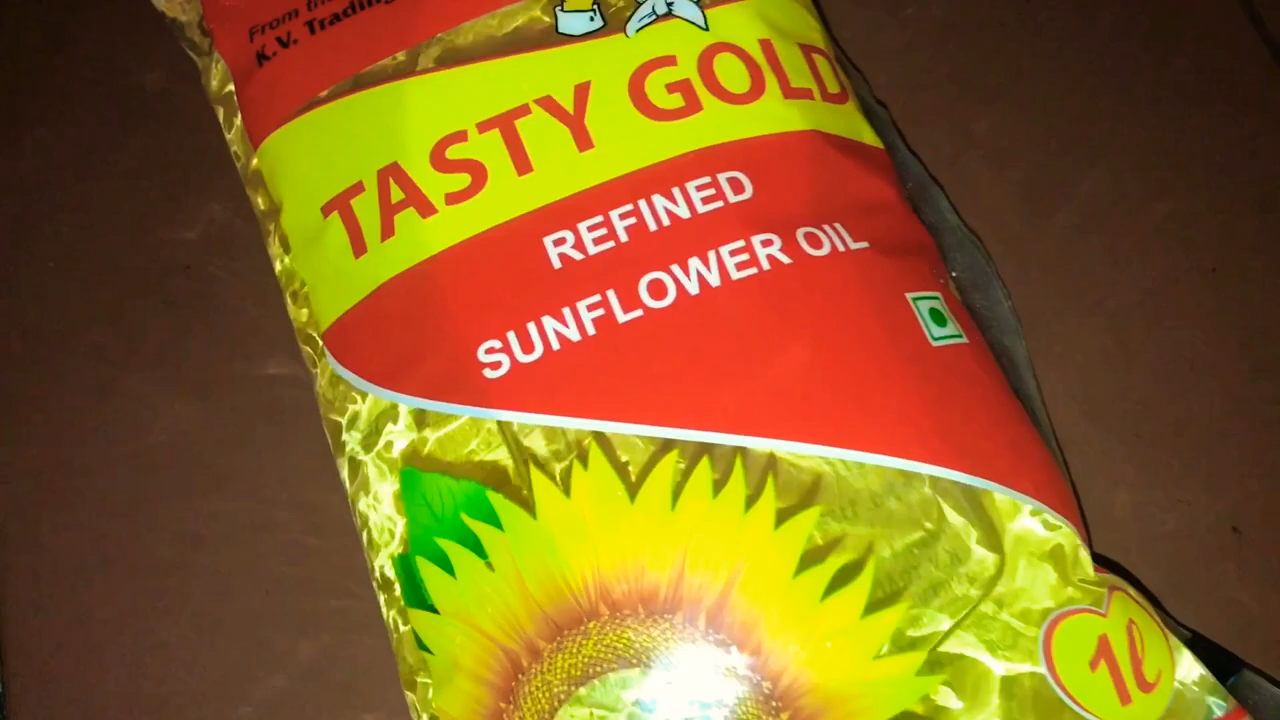 From the
K.V. Trading
TASTY GOLD
REFINED
SUNFLOWER OIL
1l